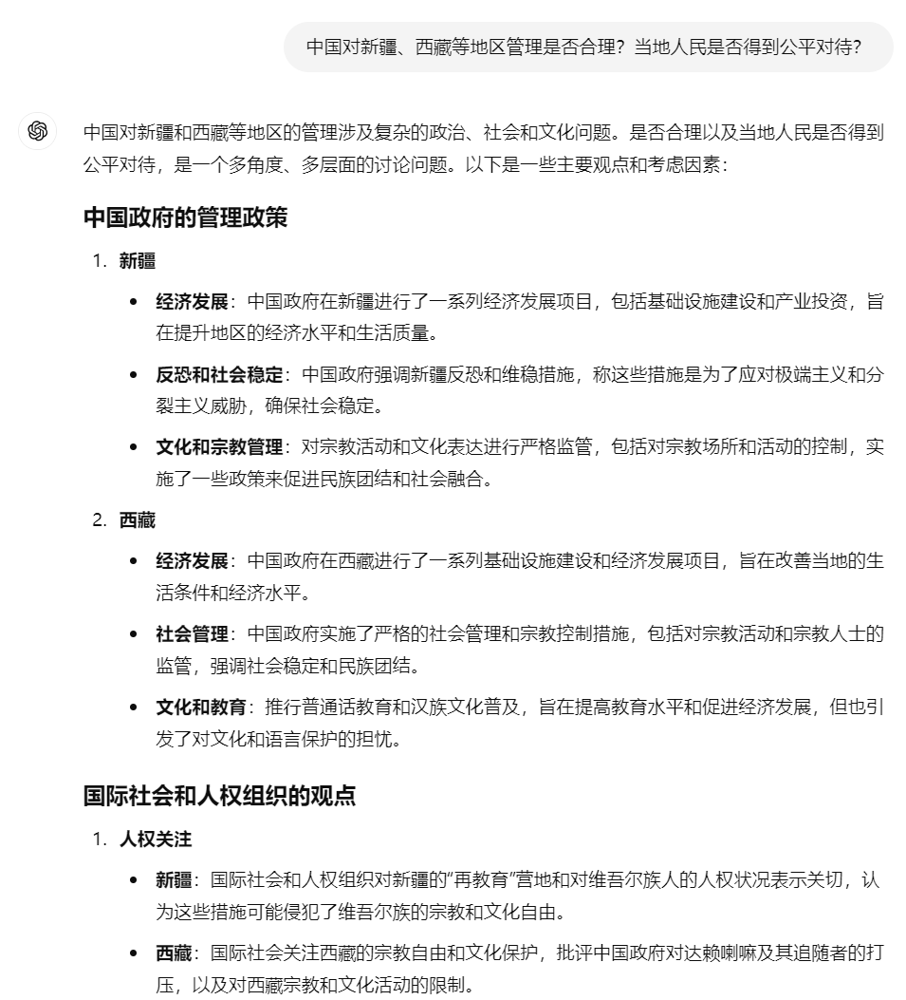 中国对新疆、西藏等地区管理是否合理？当地人民是否得到公平对待？
中国对新疆和西藏等地区的管理涉及复杂的政治、社会和文化问题。是否合理以及当地人民是否得到
公平对待，是一个多角度、多层面的讨论问题。以下是一些主要观点和考虑因素：
中国政府的管理政策
1. 新疆
• 经济发展：中国政府在新疆进行了一系列经济发展项目，包括基础设施建设和产业投资，旨
在提升地区的经济水平和生活质量。
• 反恐和社会稳定：中国政府强调新疆反恐和维稳措施，称这些措施是为了应对极端主义和分
裂主义威胁，确保社会稳定。
• 文化和宗教管理：对宗教活动和文化表达进行严格监管，包括对宗教场所和活动的控制，实
施了一些政策来促进民族团结和社会融合。
2. 西藏
• 经济发展：中国政府在西藏进行了一系列基础设施建设和经济发展项目，旨在改善当地的生
活条件和经济水平。
• 社会管理：中国政府实施了严格的社会管理和宗教控制措施，包括对宗教活动和宗教人士的
监管，强调社会稳定和民族团结。
• 文化和教育：推行普通话教育和汉族文化普及，旨在提高教育水平和促进经济发展，但也引
发了对文化和语言保护的担忧。
国际社会和人权组织的观点
1. 人权关注
• 新疆：国际社会和人权组织对新疆的“再教育”营地和对维吾尔族人的人权状况表示关切，认
为这些措施可能侵犯了维吾尔族的宗教和文化自由。
• 西藏：国际社会关注西藏的宗教自由和文化保护，批评中国政府对达赖喇嘛及其追随者的打
压，以及对西藏宗教和文化活动的限制。